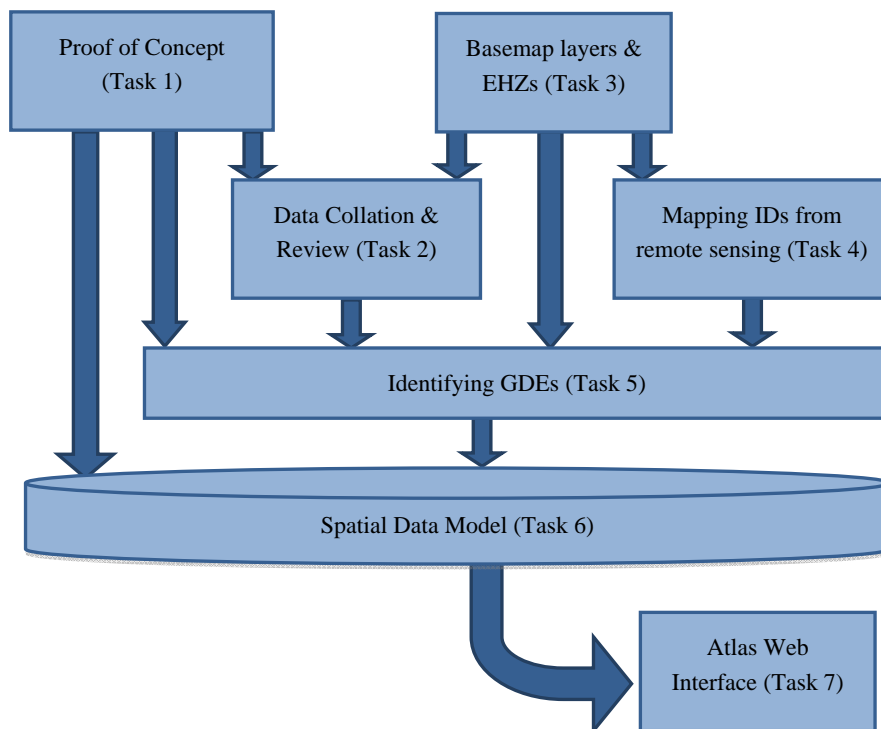 Proof of Concept
(Task 1)
Basemap layers &
EHZs (Task 3)
Data Collation &
Review (Task 2)
Mapping IDs from
remote sensing (Task 4)
Identifying GDEs (Task 5)
Spatial Data Model (Task 6)
Atlas Web
Interface (Task 7)